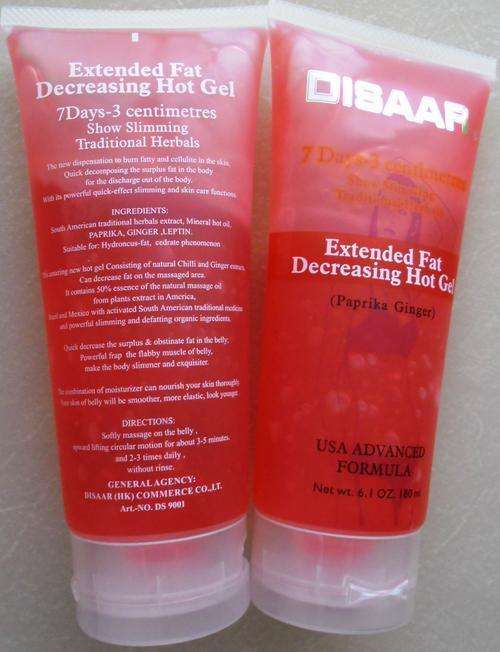 Extended Fat
Decreasing Hot Gel
7Days-3 centimetres
Show Slimming
Traditional Herbals
The new dispensation to burn fatty and cellulite in the skin,
Quick decomposing the surplus fat in the body
for the discharge out of the body.
With its powerful quick-effect slimming and skin care functions.
INGREDIENTS:
South American traditional herbals extract, Mineral hot oil,
PAPRIKA, GINGER ,LEPTIN.
Suitable for: Hydroncus-fat, cedrate phenomenon
new hot gel Consisting of natural Chilli and Ginger
Can decrease fat on the massaged area.
It contains 50% essence of the natural massage oil
from plants extract in America,
and Mexico with activated South American traditional
and powerful slimming and defatting organic ingredients.
Quick decrease the surplus & obstinate fat in the belly.
Powerful frap the flabby muscle of belly,
make the body slimmer and exquisiter.
combination of moisturizer can nourish your skin thoroughly
skin of belly will be smoother, more elastic, look younger
DIRECTIONS:
Softly massage on the belly ,
upward lifting circular motion for about 3-5 minutes.
and 2-3 times daily ,
without rinse.
GENERAL AGENCY:
DISAAR (HK) COMMERCE CO.,LT.
Art.-NO. DS 9001
DISAAR
7 Days-3 centimetres
Show Slimming
Extended Fat
Decreasing Hot Gel
(Paprika Ginger)
USA ADVANCED
FORMULA
Net wt. 6.1 OZ. 180 ml